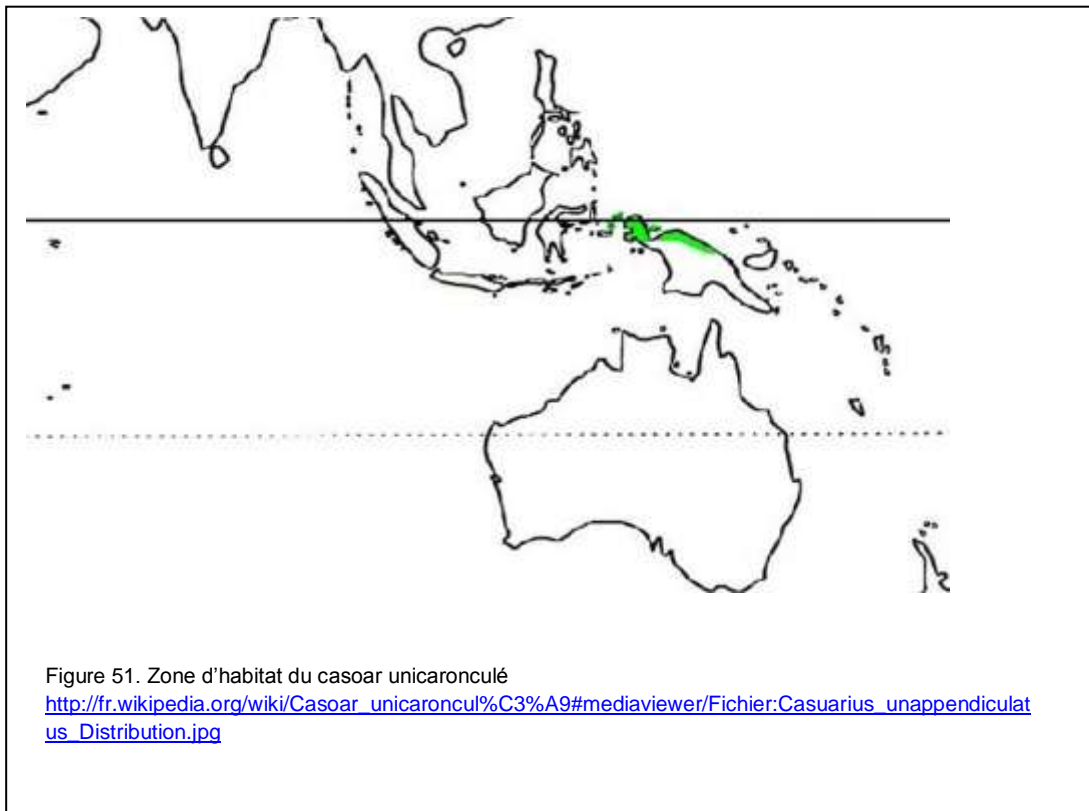 Figure 51. Zone d'habitat du casoar unicaronculé
http://fr.wikipedia.org/wiki/Casoar_unicaroncul%C3%A9#mediaviewer/Fichier:Casuarius_unappendiculat
us_Distribution.jpg